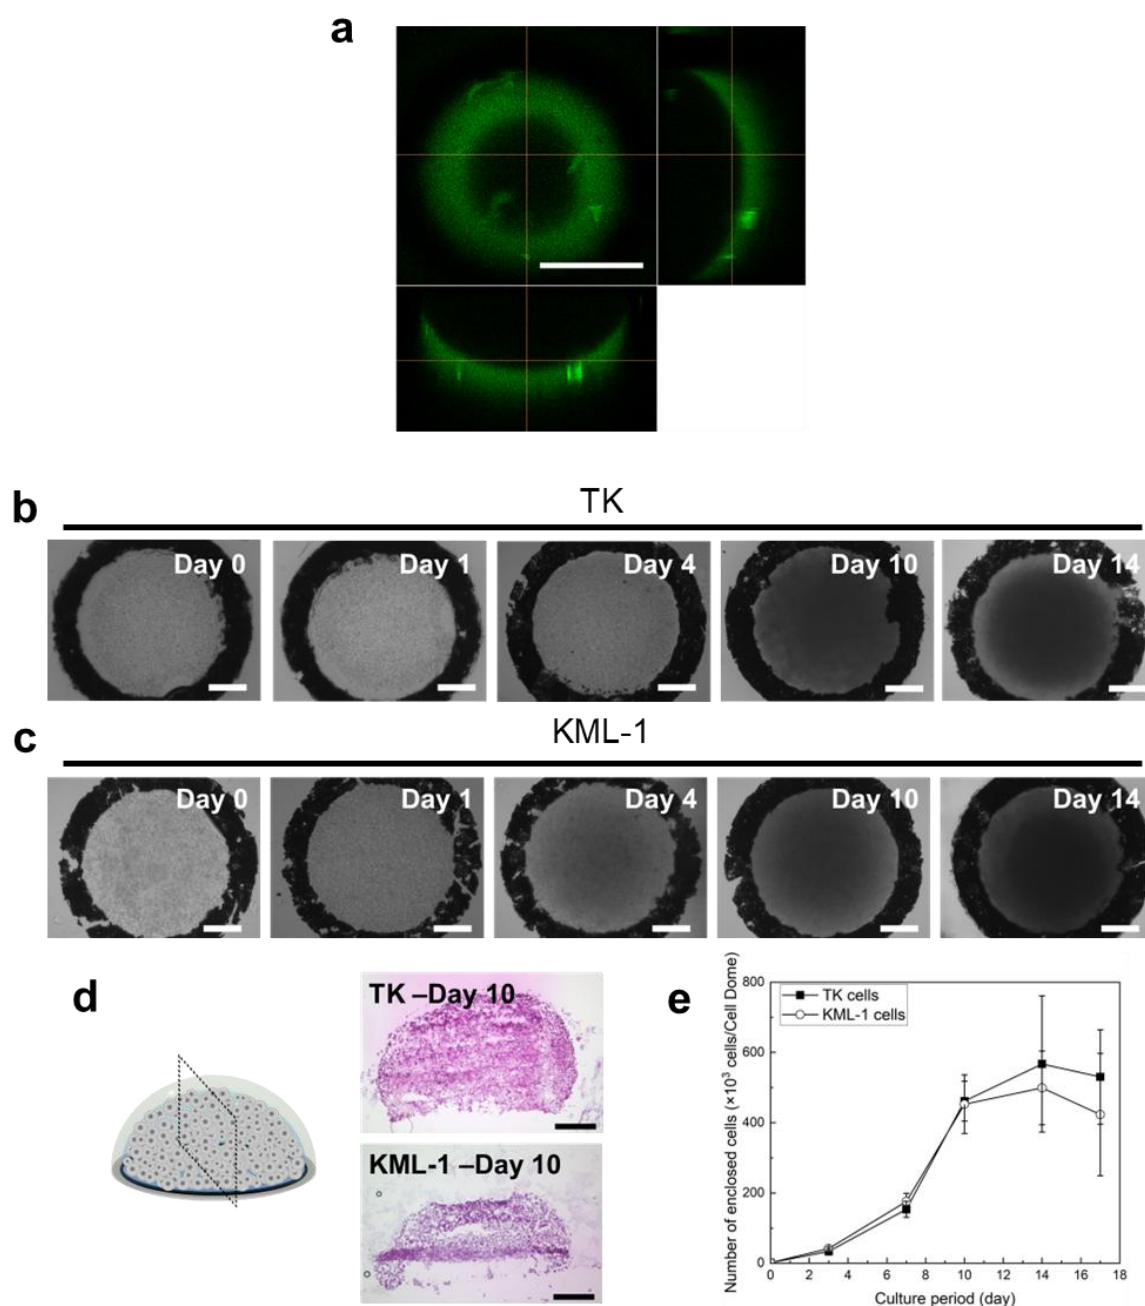 a
b
TK
Day 0
Day 1
Day 4
Day 10
Day 14
c
KML-1
Day 0
Day 1
Day 4
Day 10
Day 14
d
TK –Day 10
KML-1 –Day 10
e
Number of enclosed cells (×10³ cells/Cell Dome)
800
600
400
200
0
TK cells
KML-1 cells
0 2 4 6 8 10 12 14 16 18
Culture period (day)